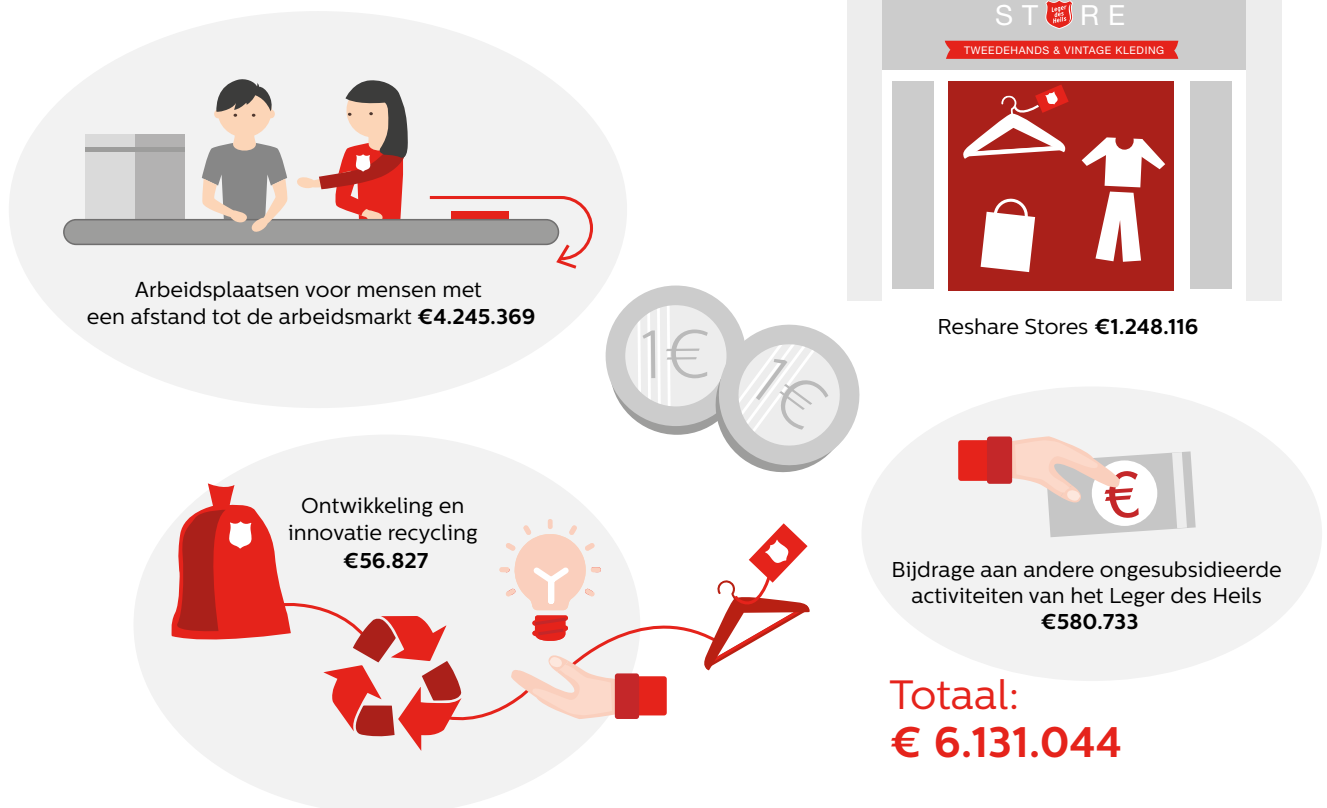 ST RE
Leger
des
Heils
TWEEDEHANDS & VINTAGE KLEDING
Arbeidsplaatsen voor mensen met
een afstand tot de arbeidsmarkt €4.245.369
1€
1€
Reshare Stores €1.248.116
Ontwikkeling en
innovatie recycling
€56.827
€
Bijdrage aan andere ongesubsidieerde
activiteiten van het Leger des Heils
€580.733
Totaal:
€ 6.131.044